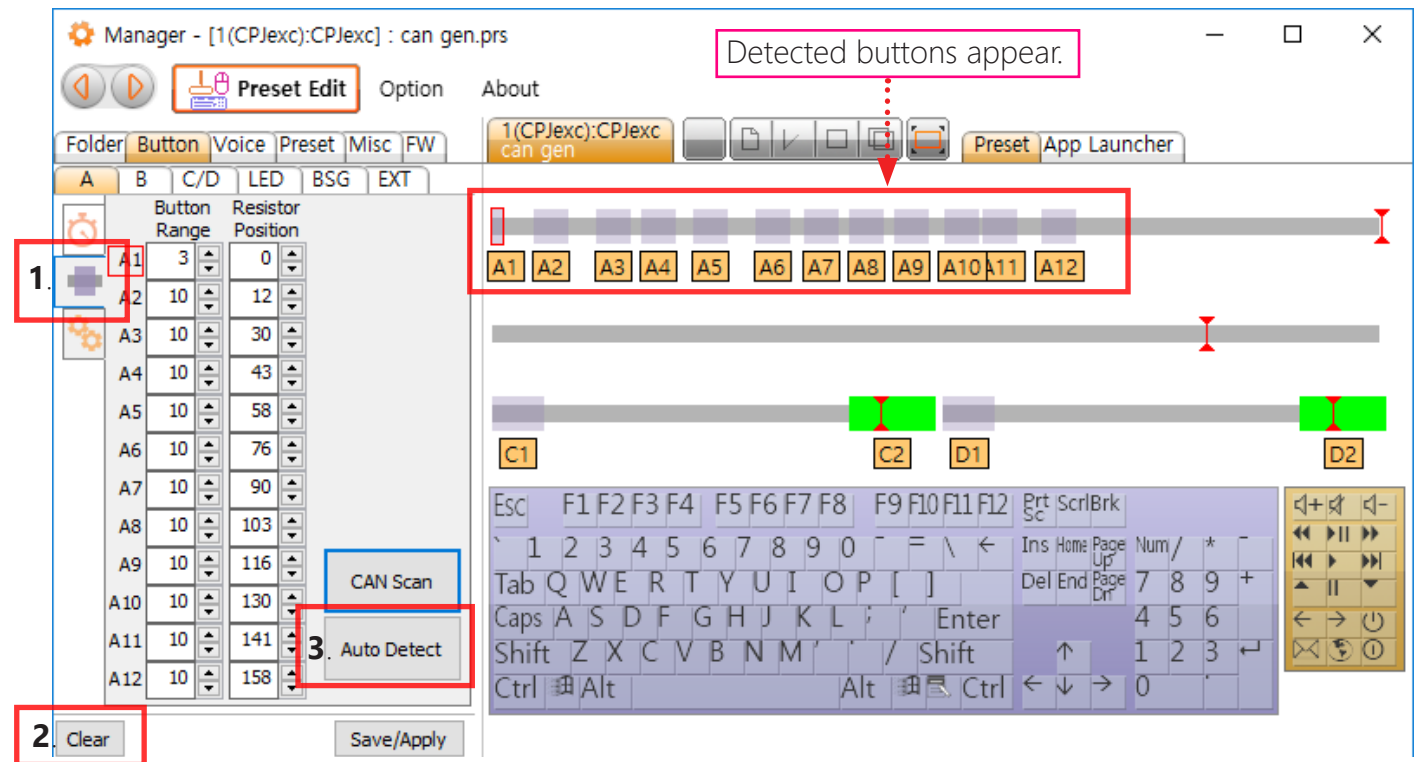 Manager - [1(CPJexc):CPJexc] : can gen.prs
Detected buttons appear.
Preset Edit Option About
Folder Button Voice Preset Misc FW
1(CPJexc):CPJexc
can gen
Preset App Launcher
A B C/D LED BSG EXT
Button Resistor
Range Position
1.
A1 3 0
A2 10 12
A3 10 30
A4 10 43
A5 10 58
A6 10 76
A7 10 90
A8 10 103
A9 10 116
A10 10 130
A11 10 141
A12 10 158
CAN Scan
3. Auto Detect
2. Clear
Save/Apply
A1 A2 A3 A4 A5 A6 A7 A8 A9 A10 A11 A12
C1 C2 D1 D2
Esc F1 F2 F3 F4 F5 F6 F7 F8 F9 F10 F11 F12 Prt Sc Scrl Brk
` 1 2 3 4 5 6 7 8 9 0 - = \ ← Ins Home Page Up Num / * -
Tab Q W E R T Y U I O P [ ] Del End Page Dn 7 8 9 +
Caps A S D F G H J K L ; ' Enter 4 5 6
Shift Z X C V B N M ' . / Shift ↑ 1 2 3 ↵
Ctrl Alt Alt Ctrl ← ↓ → 0 .